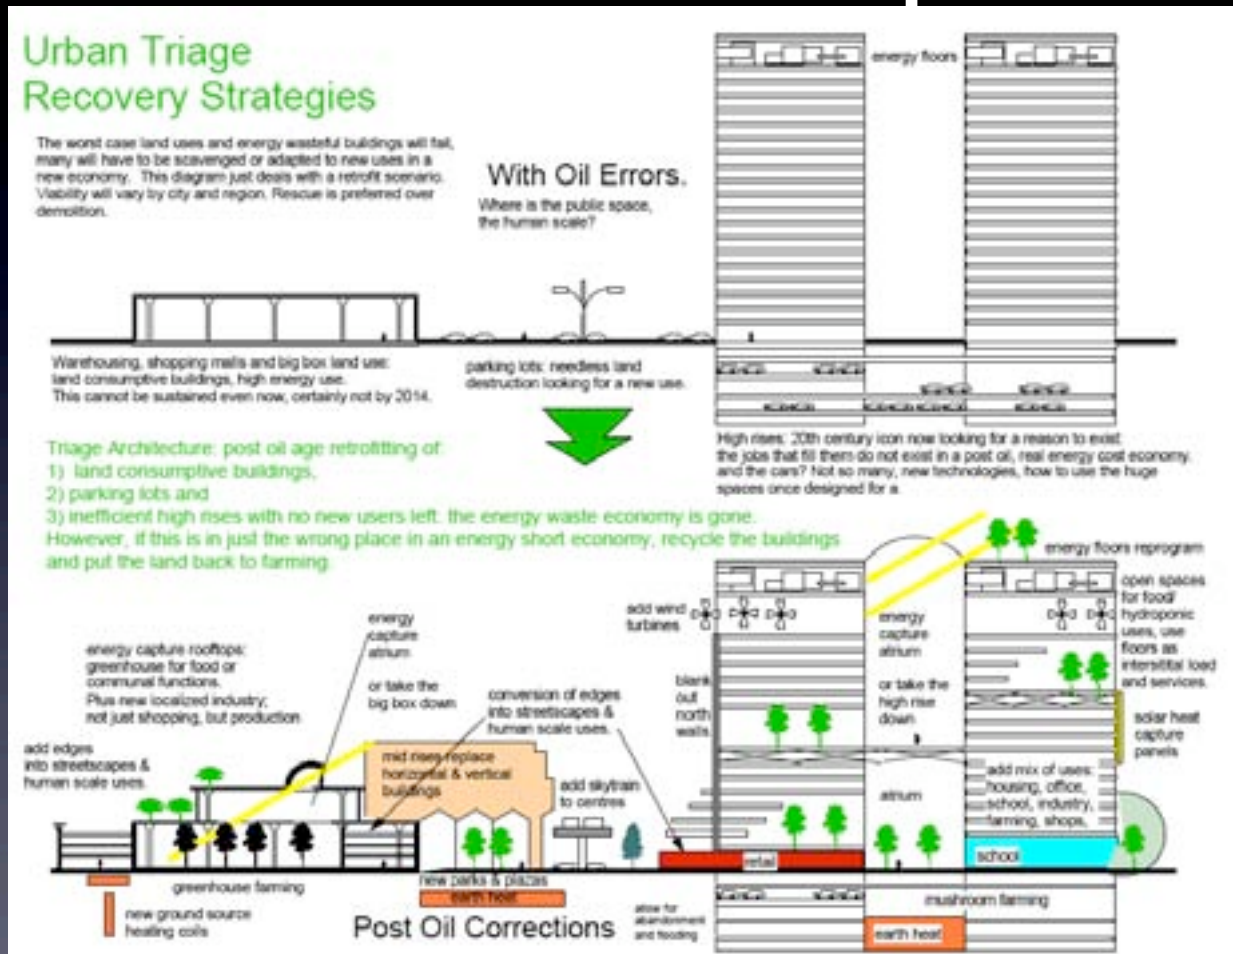 Urban Triage
Recovery Strategies
The worst case land uses and energy wasteful buildings will fail,
many will have to be scavenged or adapted to new uses in a
new economy. This diagram just deals with a retrofit scenario.
Viability will vary by city and region. Rescue is preferred over
demolition.
With Oil Errors.
Where is the public space,
the human scale?
energy floors
Warehousing, shopping malls and big box land use:
land consumptive buildings, high energy use.
This cannot be sustained even now, certainly not by 2014.
parking lots: needless land
destruction looking for a new use.
High rises: 20th century icon now looking for a reason to exist:
the jobs that fill them do not exist in a post oil, real energy cost economy.
and the cars? Not so many, new technologies, how to use the huge
spaces once designed for a
Triage Architecture: post oil age retrofitting of:
1) land consumptive buildings,
2) parking lots and
3) inefficient high rises with no new users left. the energy waste economy is gone.
However, if this is in just the wrong place in an energy short economy, recycle the buildings
and put the land back to farming.
energy capture rooftops:
greenhouse for food or
communal functions.
Plus new localized industry;
not just shopping, but production
add edges
into streetscapes &
human scale uses.
energy
capture
atrium
or take the
big box down
conversion of edges
into streetscapes &
human scale uses.
mid rises replace
horizontal & vertical
buildings
add skytrain
to centres
add wind
turbines
blank
out
north
walls.
energy
capture
atrium
or take the
high rise
down
atrium
energy floors reprogram
open spaces
for food/
hydroponic
uses, use
floors as
interstitial load
and services.
solar heat
capture
panels
add mix of uses:
housing, office,
school, industry,
farming, shops,
retail
school
greenhouse farming
new ground source
heating coils
new parks & plazas
earth heat
Post Oil Corrections
allow for
abandonment
and flooding
mushroom farming
earth heat